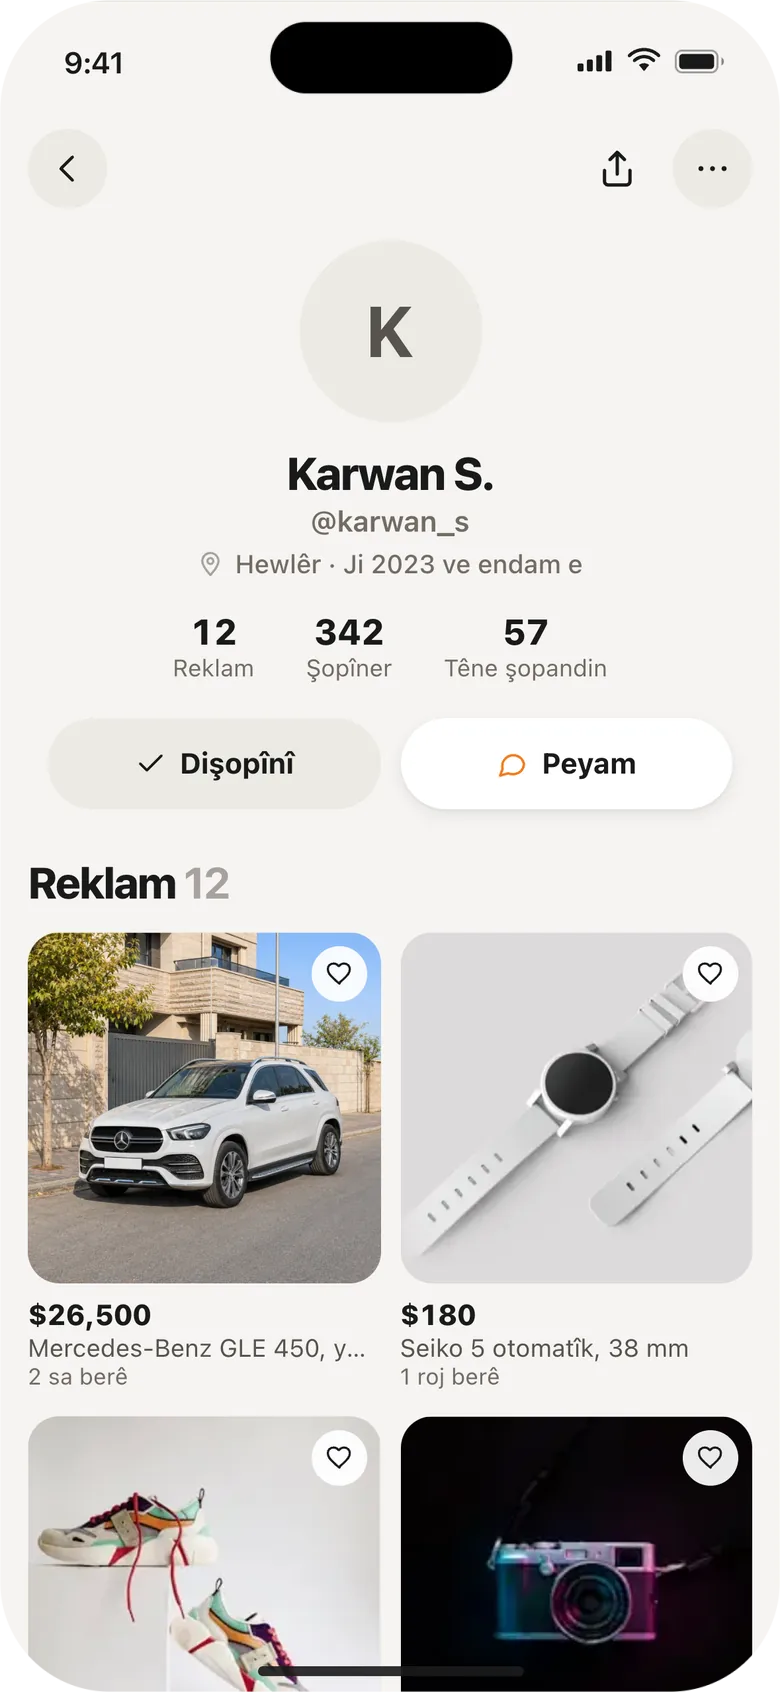 9:41
K
Karwan S.
@karwan_s
Hewlêr · Ji 2023 ve endam e
12 342 57
Reklam Şopîner Têne şopandin
Dişopînî Peyam
Reklam 12
$26,500 $180
Mercedes-Benz GLE 450, y... Seiko 5 otomatîk, 38 mm
2 sa berê 1 roj berê